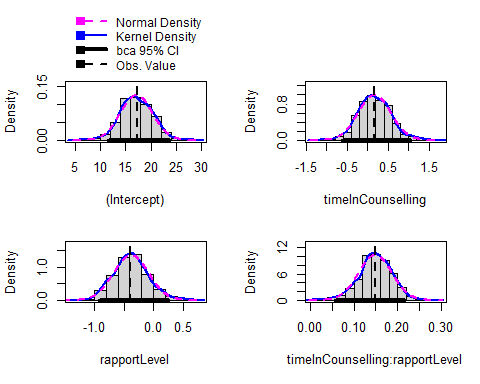 Normal Density
Kernel Density
bca 95% CI
Obs. Value
Density
0.00 0.15
5 10 15 20 25 30
(Intercept)
Density
0.0 0.8
-1.5 -0.5 0.5 1.5
timeInCounselling
Density
0.0 1.0
-1.0 0.0 0.5
rapportLevel
Density
0 6 12
0.00 0.10 0.20 0.30
timeInCounselling:rapportLevel